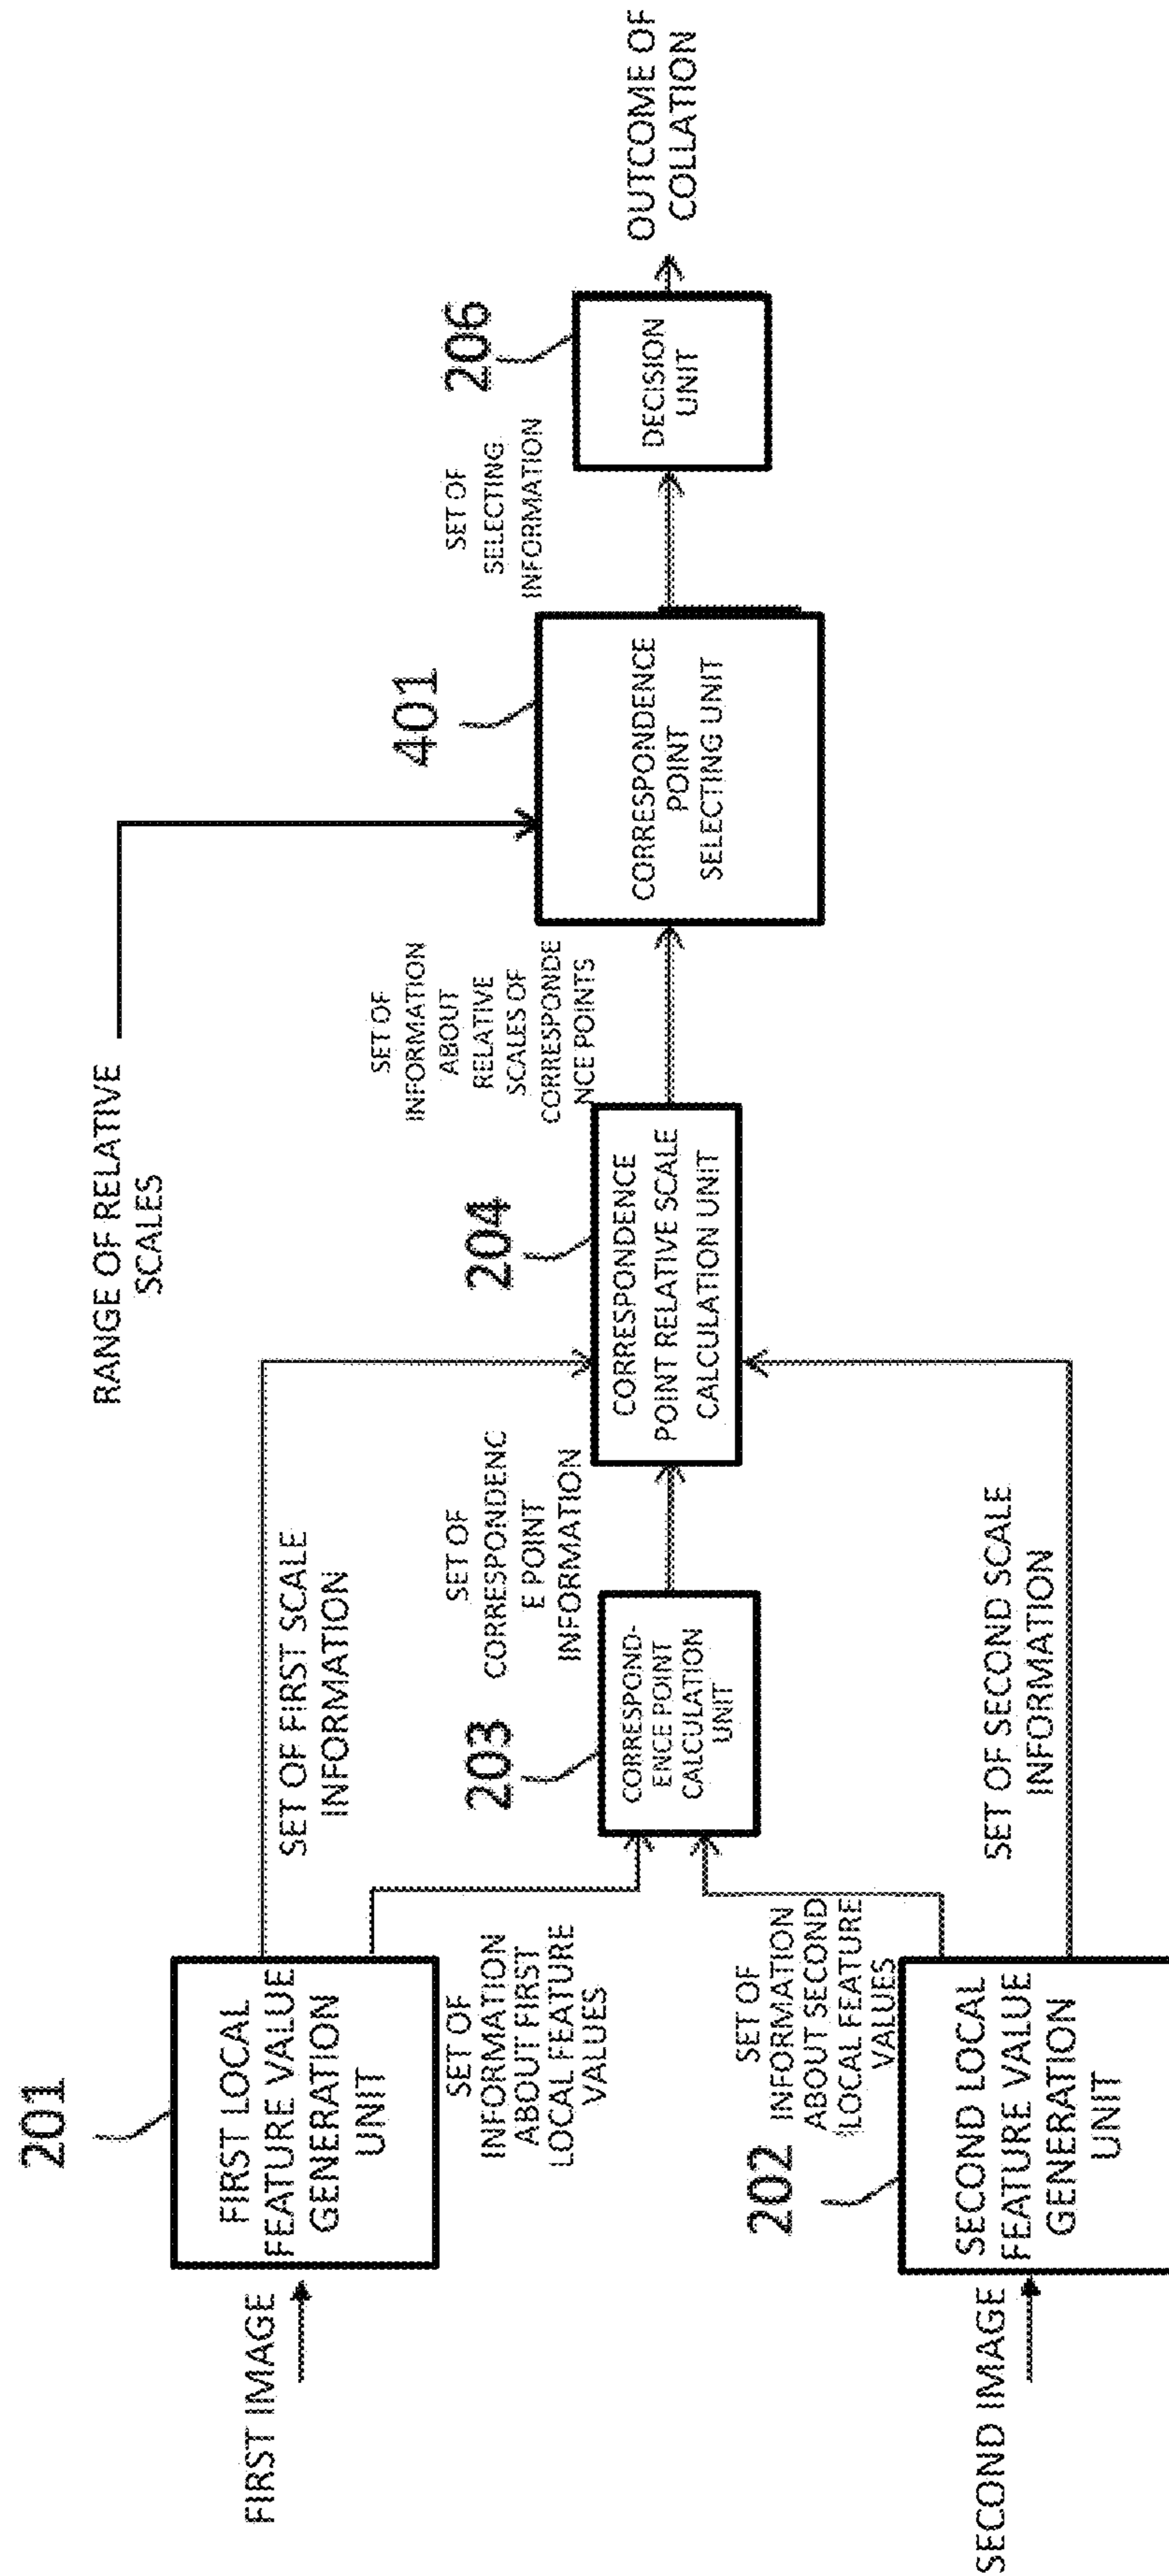 201
FIRST IMAGE
FIRST LOCAL
FEATURE VALUE
GENERATION
UNIT
SET OF FIRST SCALE
INFORMATION
SET OF
INFORMATION
ABOUT FIRST
LOCAL FEATURE
VALUES
202
SECOND IMAGE
SECOND LOCAL
FEATURE VALUE
GENERATION
UNIT
SET OF
INFORMATION
ABOUT SECOND
LOCAL FEATURE
VALUES
SET OF SECOND SCALE
INFORMATION
203
CORRESPOND-
ENCE POINT
CALCULATION
UNIT
SET OF
CORRESPONDENC
E POINT
INFORMATION
204
CORRESPONDENCE
POINT RELATIVE SCALE
CALCULATION UNIT
RANGE OF RELATIVE
SCALES
SET OF
INFORMATION
ABOUT
RELATIVE
SCALES OF
CORRESPONDE
NCE POINTS
401
CORRESPONDENCE
POINT
SELECTING UNIT
SET OF
SELECTING
INFORMATION
206
DECISION
UNIT
OUTCOME OF
COLLATION